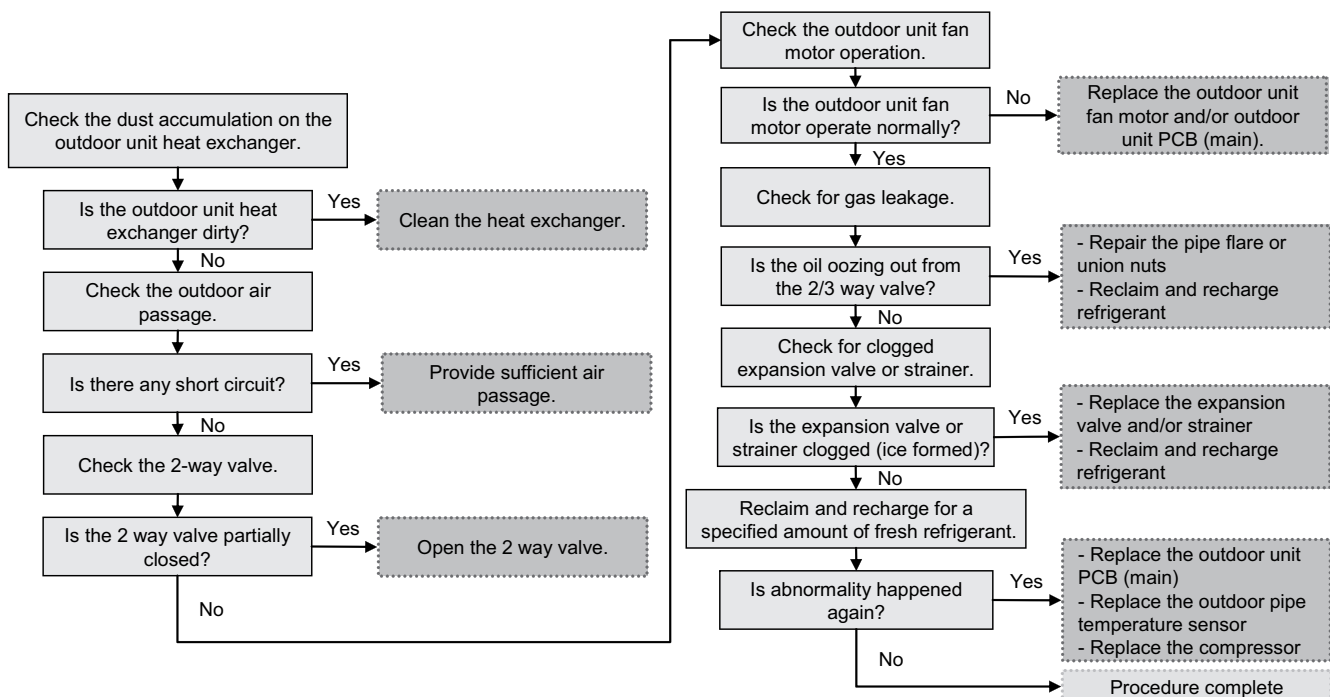 Check the dust accumulation on the
outdoor unit heat exchanger.
Is the outdoor unit heat
exchanger dirty?
Yes
Clean the heat exchanger.
No
Check the outdoor air
passage.
Is there any short circuit?
Yes
Provide sufficient air
passage.
No
Check the 2-way valve.
Is the 2 way valve partially
closed?
Yes
Open the 2 way valve.
No
Check the outdoor unit fan
motor operation.
Is the outdoor unit fan
motor operate normally?
No
Replace the outdoor unit
fan motor and/or outdoor
unit PCB (main).
Yes
Check for gas leakage.
Is the oil oozing out from
the 2/3 way valve?
Yes
- Repair the pipe flare or
union nuts
- Reclaim and recharge
refrigerant
No
Check for clogged
expansion valve or strainer.
Is the expansion valve or
strainer clogged (ice formed)?
Yes
- Replace the expansion
valve and/or strainer
- Reclaim and recharge
refrigerant
No
Reclaim and recharge for a
specified amount of fresh refrigerant.
Is abnormality happened
again?
Yes
- Replace the outdoor unit
PCB (main)
- Replace the outdoor pipe
temperature sensor
- Replace the compressor
No
Procedure complete